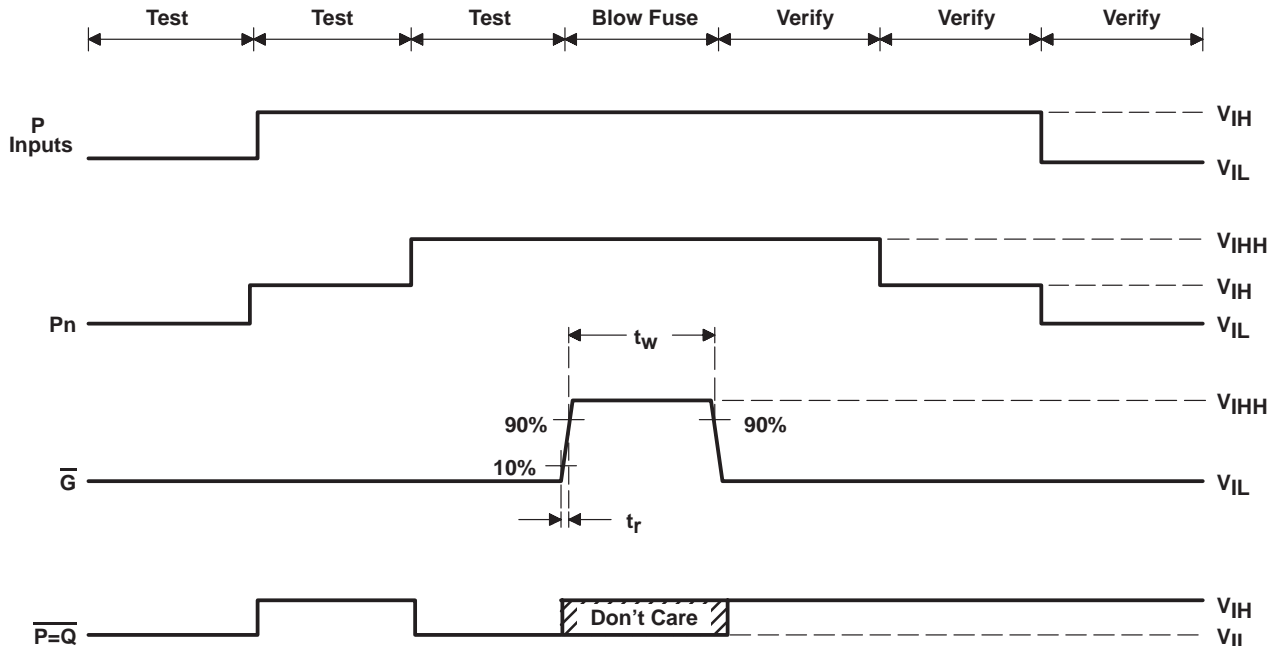 Test Test Test Blow Fuse Verify Verify Verify
P
Inputs
VIH
VIL
VIHH
VIH
Pn
VIL
tw
VIHH
90% 90%
10%
G
VIL
tr
Don't Care
VIH
P=Q